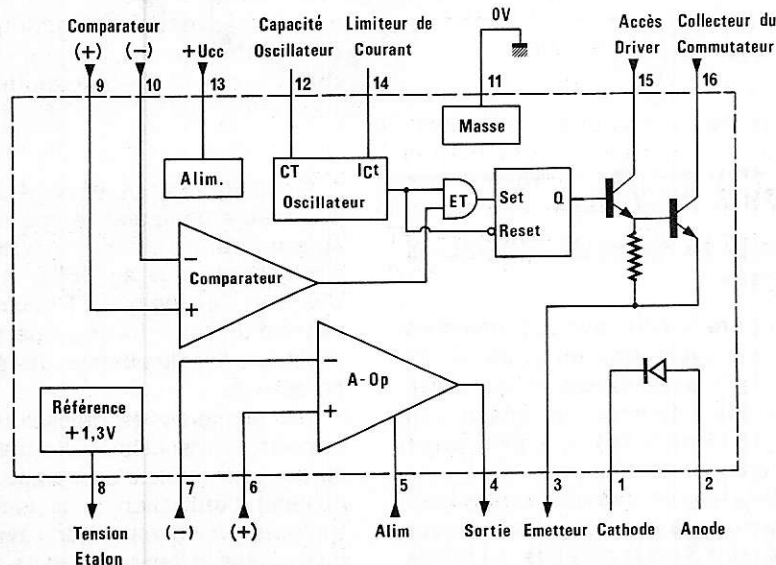 Comparateur
(+) (−)
+Ucc
Capacité
Oscillateur
Limiteur de
Courant
0V
Accès
Driver
Collecteur du
Commutateur
9 10 13 12 14 11 15 16
Masse
Alim.
CT ICt
Oscillateur
ET
Set Q
Reset
−
Comparateur
+
−
A-Op
+
Référence
+1,3V
8 7 6 5 4 3 1 2
Tension
Etalon
(−) (+) Alim Sortie Emetteur Cathode Anode